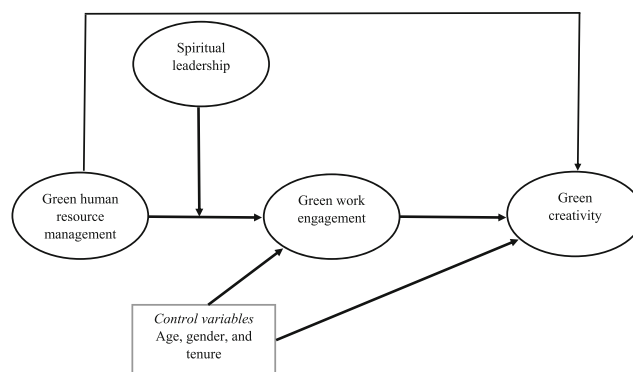 Spiritual
leadership
Green human
resource
management
Green work
engagement
Green
creativity
Control variables
Age, gender, and
tenure